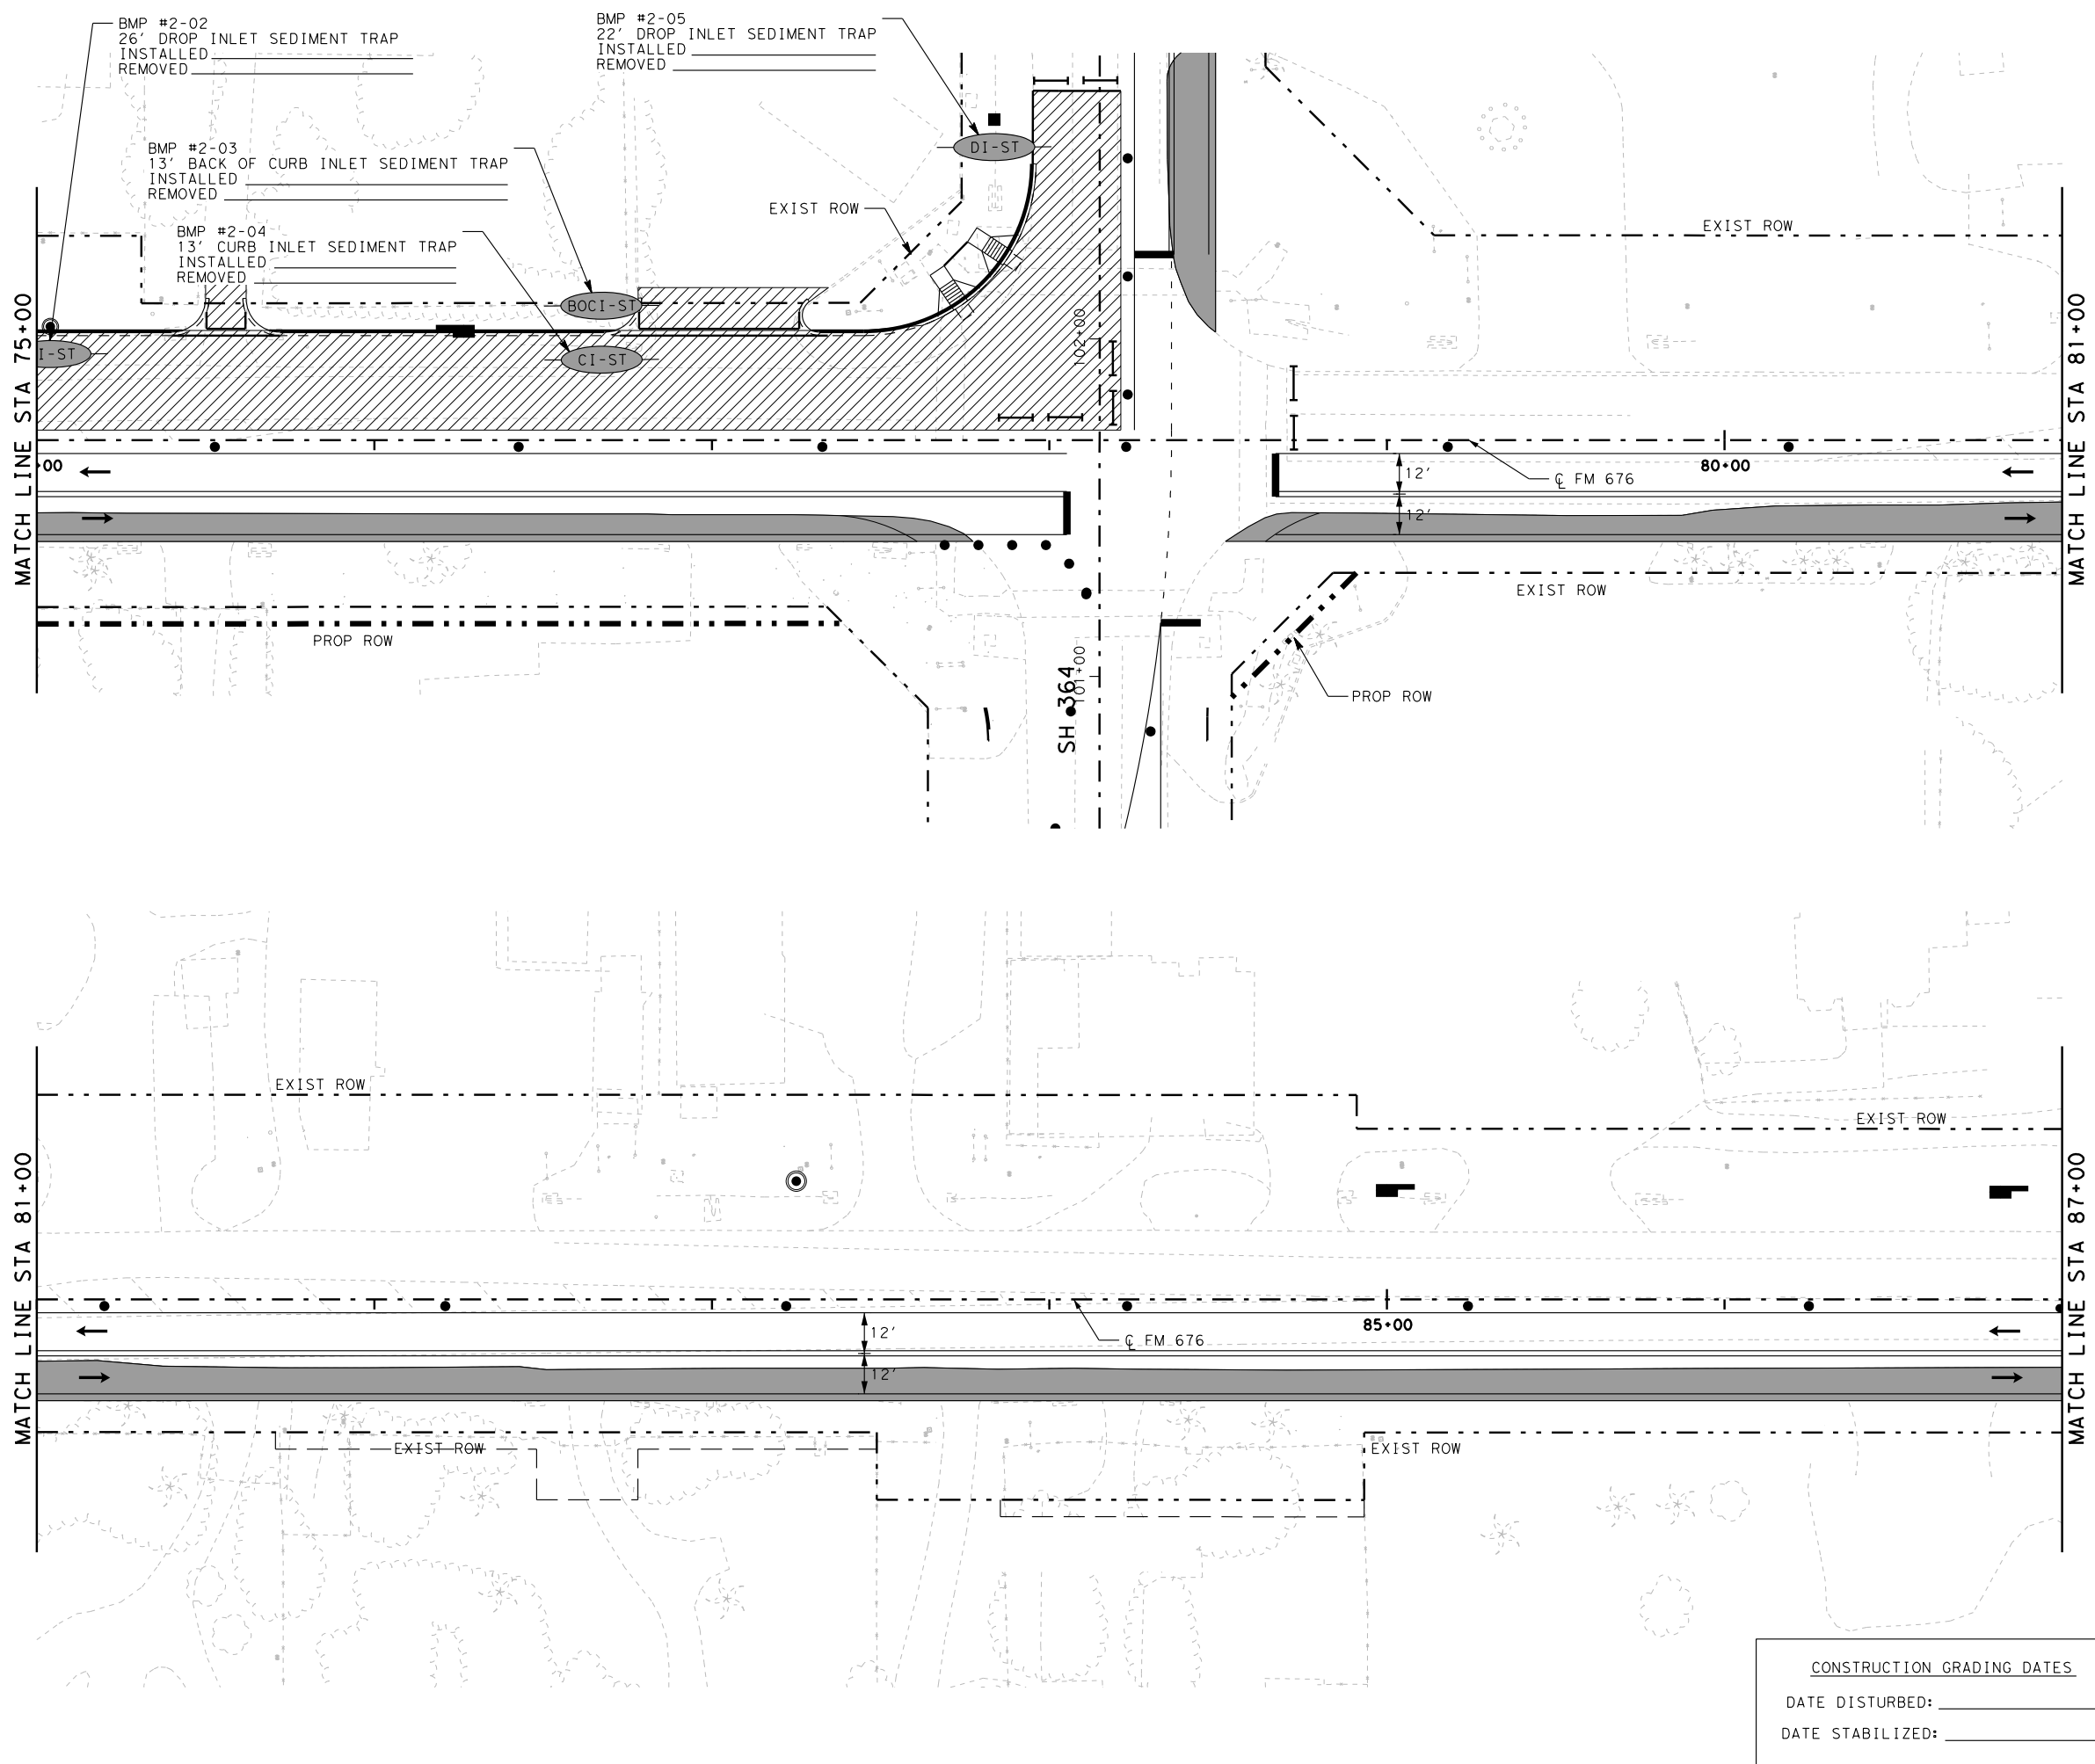 BMP #2-02
26' DROP INLET SEDIMENT TRAP
INSTALLED
REMOVED
BMP #2-05
22' DROP INLET SEDIMENT TRAP
INSTALLED
REMOVED
BMP #2-03
13' BACK OF CURB INLET SEDIMENT TRAP
INSTALLED
REMOVED
DI-ST
EXIST ROW
EXIST ROW
BMP #2-04
13' CURB INLET SEDIMENT TRAP
INSTALLED
REMOVED
BOCI-ST
I-ST
CI-ST
102+00
MATCH LINE STA 75+00
MATCH LINE STA 81+00
+00
80+00
12'
℄ FM 676
12'
EXIST ROW
PROP ROW
SH 364
101+00
PROP ROW
EXIST ROW
EXIST ROW
MATCH LINE STA 81+00
MATCH LINE STA 87+00
85+00
12'
℄ FM 676
12'
EXIST ROW
EXIST ROW
CONSTRUCTION GRADING DATES
DATE DISTURBED:
DATE STABILIZED: